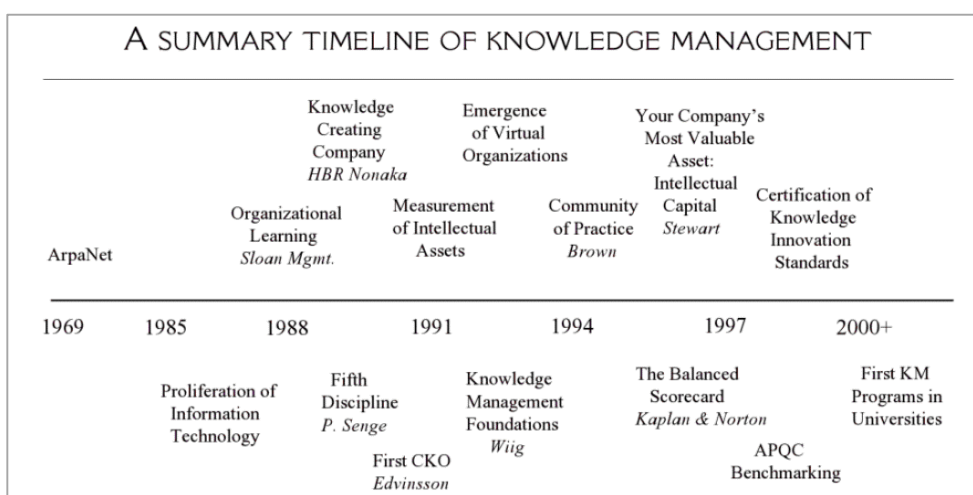 A SUMMARY TIMELINE OF KNOWLEDGE MANAGEMENT
Knowledge
Creating
Company
HBR Nonaka
Emergence
of Virtual
Organizations
Your Company's
Most Valuable
Asset:
Intellectual
Capital
Stewart
Organizational
Learning
Sloan Mgmt.
Measurement
of Intellectual
Assets
Community
of Practice
Brown
Certification of
Knowledge
Innovation
Standards
ArpaNet
1969 1985 1988 1991 1994 1997 2000+
Proliferation of
Information
Technology
Fifth
Discipline
P. Senge
First CKO
Edvinsson
Knowledge
Management
Foundations
Wiig
The Balanced
Scorecard
Kaplan & Norton
APQC
Benchmarking
First KM
Programs in
Universities